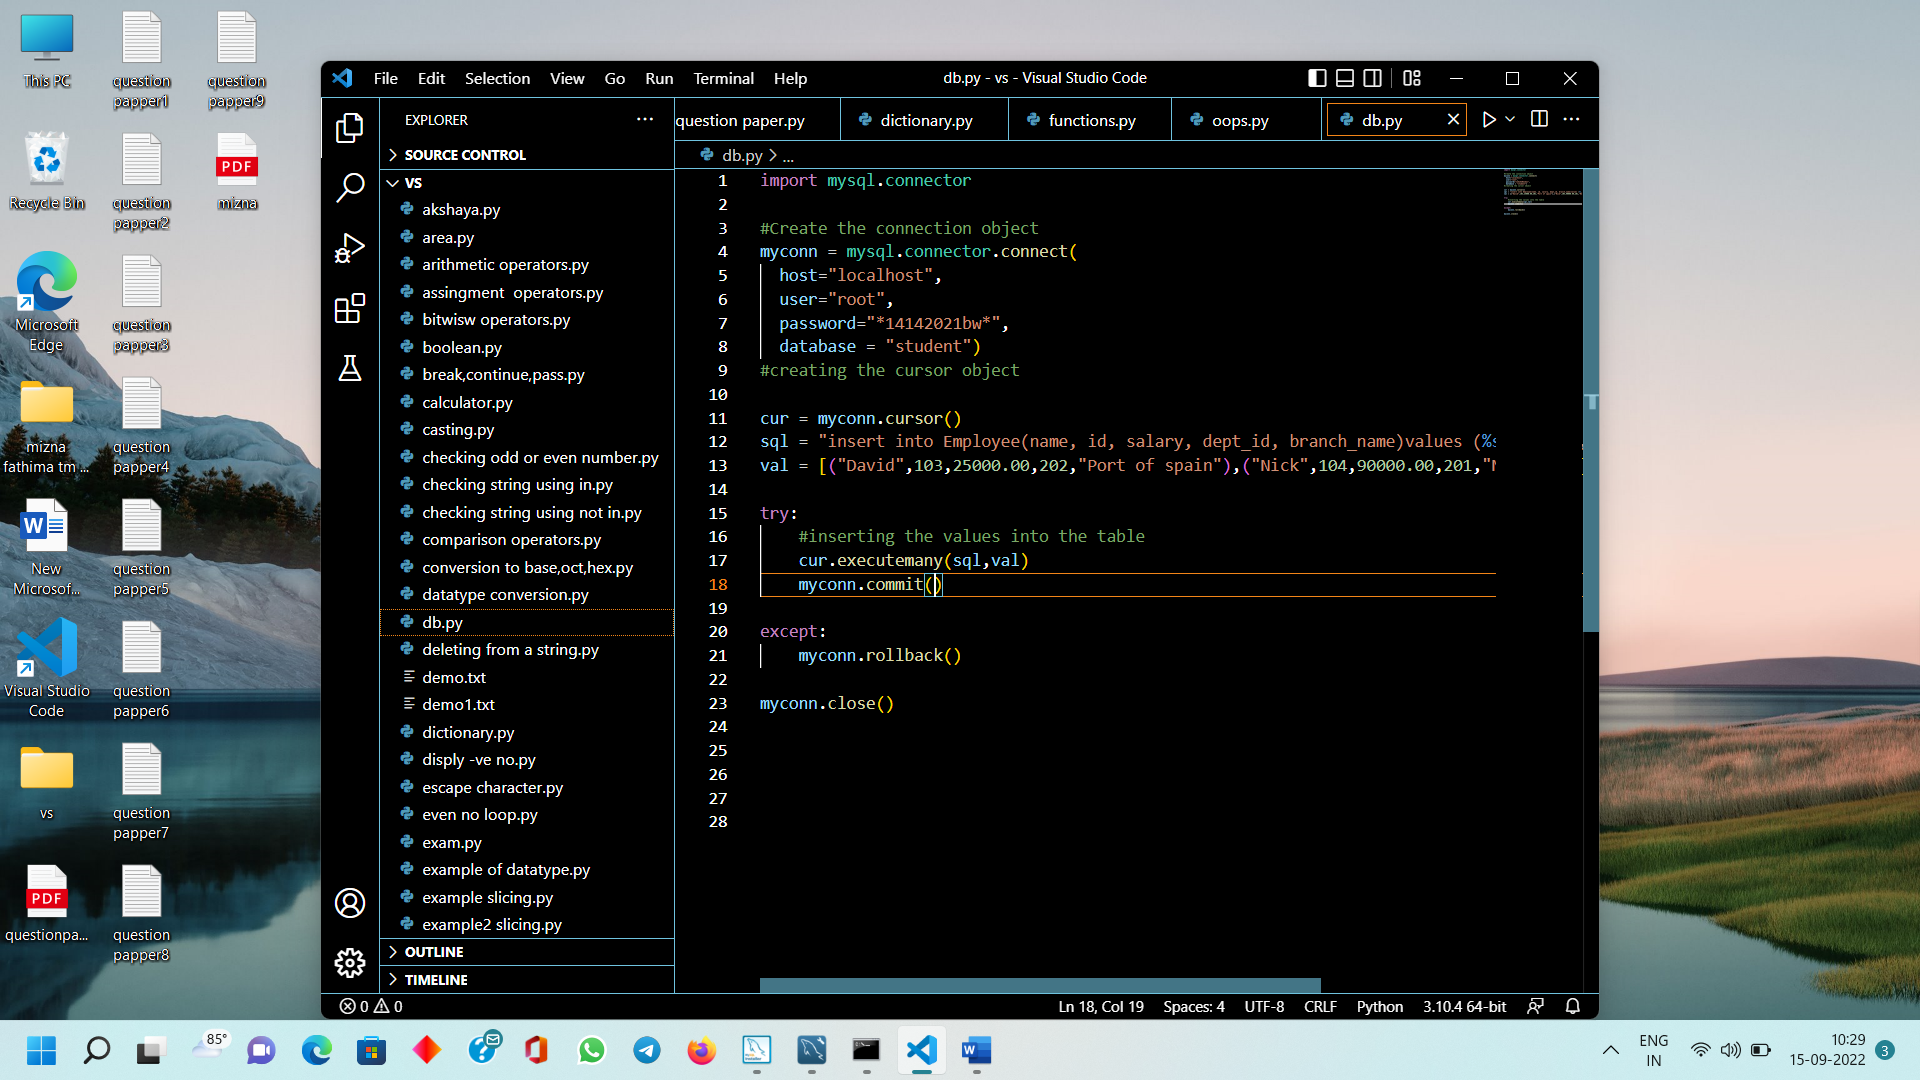 This PC
question
papper1
question
papper9
Recycle Bin
question
papper2
PDF
mizna
Microsoft
Edge
question
papper3
mizna
fathima tm ...
question
papper4
New
Microsof...
question
papper5
Visual Studio
Code
question
papper6
vs
question
papper7
PDF
questionpa...
question
papper8
File Edit Selection View Go Run Terminal Help
db.py - vs - Visual Studio Code
EXPLORER
SOURCE CONTROL
VS
akshaya.py
area.py
arithmetic operators.py
assingment  operators.py
bitwisw operators.py
boolean.py
break,continue,pass.py
calculator.py
casting.py
checking odd or even number.py
checking string using in.py
checking string using not in.py
comparison operators.py
conversion to base,oct,hex.py
datatype conversion.py
db.py
deleting from a string.py
demo.txt
demo1.txt
dictionary.py
disply -ve no.py
escape character.py
even no loop.py
exam.py
example of datatype.py
example slicing.py
example2 slicing.py
OUTLINE
TIMELINE
question paper.py dictionary.py functions.py oops.py db.py
db.py > ...
1 import mysql.connector
2
3 #Create the connection object
4 myconn = mysql.connector.connect(
5 host="localhost",
6 user="root",
7 password="*14142021bw*",
8 database = "student")
9 #creating the cursor object
10
11 cur = myconn.cursor()
12 sql = "insert into Employee(name, id, salary, dept_id, branch_name)values (%s
13 val = [("David",103,25000.00,202,"Port of spain"),("Nick",104,90000.00,201,"
14
15 try:
16 #inserting the values into the table
17 cur.executemany(sql,val)
18 myconn.commit()
19
20 except:
21 myconn.rollback()
22
23 myconn.close()
24
25
26
27
28
0 0
Ln 18, Col 19 Spaces: 4 UTF-8 CRLF Python 3.10.4 64-bit
85°
ENG
IN
10:29
15-09-2022
3